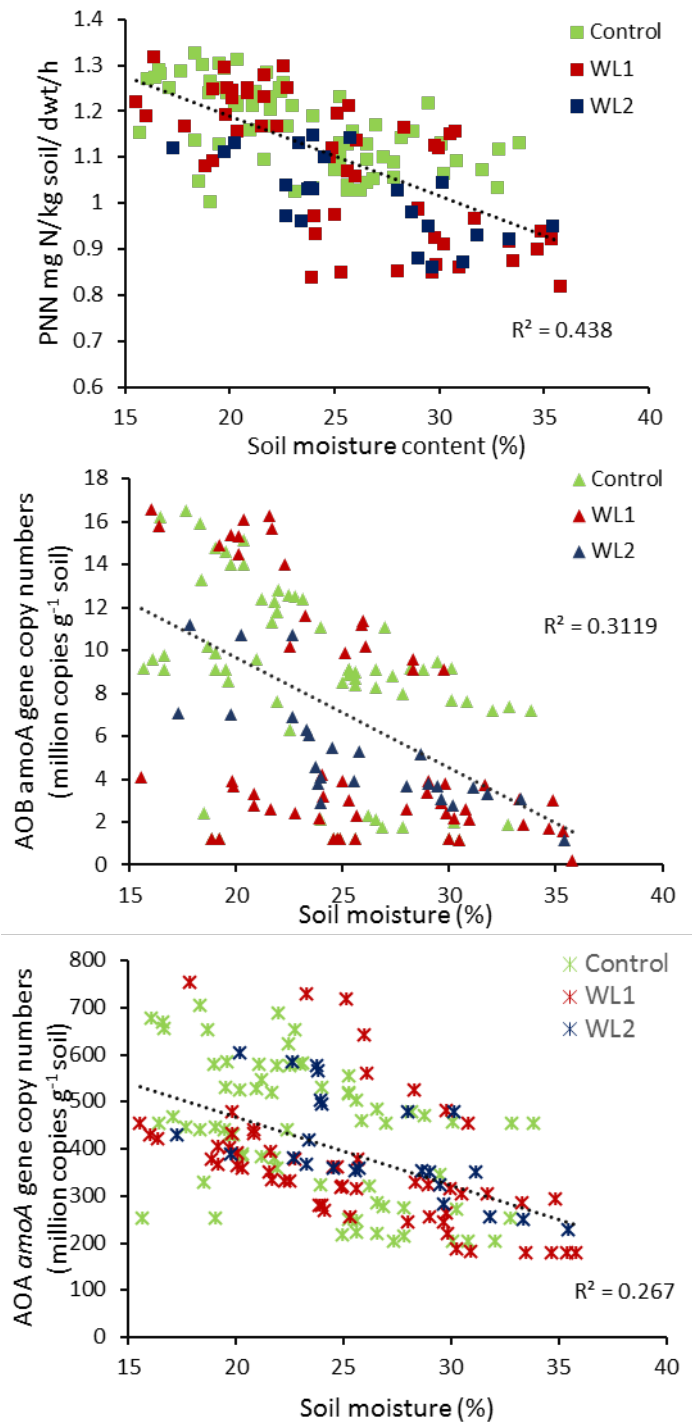 1.4
1.3
1.2
1.1
1
0.9
0.8
0.7
0.6
PNN mg N/kg soil/ dwt/h
Control
WL1
WL2
R² = 0.438
15 20 25 30 35 40
Soil moisture content (%)
18
16
14
12
10
8
6
4
2
0
AOB amoA gene copy numbers
(million copies g⁻¹ soil)
Control
WL1
WL2
R² = 0.3119
15 20 25 30 35 40
Soil moisture (%)
800
700
600
500
400
300
200
100
0
AOA amoA gene copy numbers
(million copies g⁻¹ soil)
Control
WL1
WL2
R² = 0.267
15 20 25 30 35 40
Soil moisture (%)